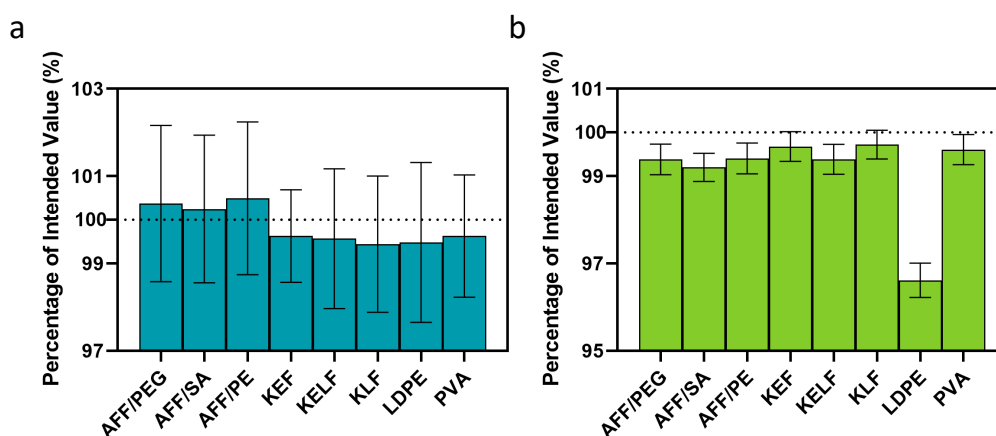 a
Percentage of Intended Value (%)
103
101
100
99
97
AFF/PEG
AFF/SA
AFF/PE
KEF
KELF
KLF
LDPE
PVA
b
Percentage of Intended Value (%)
101
100
99
97
95
AFF/PEG
AFF/SA
AFF/PE
KEF
KELF
KLF
LDPE
PVA